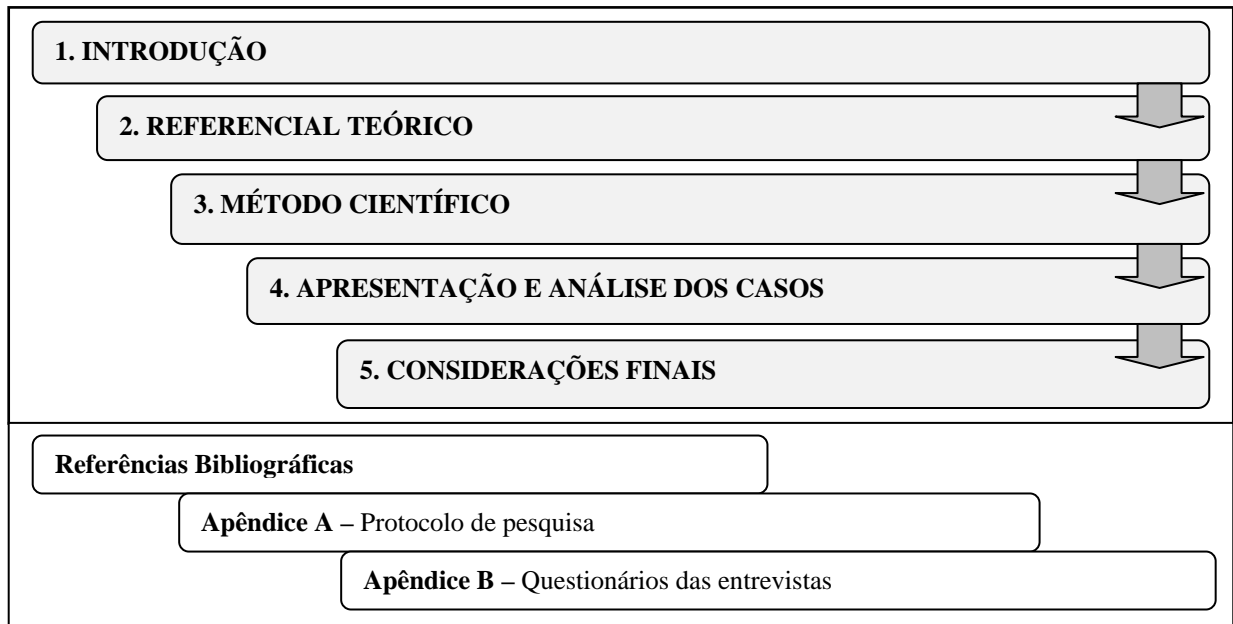 1. INTRODUÇÃO
2. REFERENCIAL TEÓRICO
3. MÉTODO CIENTÍFICO
4. APRESENTAÇÃO E ANÁLISE DOS CASOS
5. CONSIDERAÇÕES FINAIS
Referências Bibliográficas
Apêndice A – Protocolo de pesquisa
Apêndice B – Questionários das entrevistas